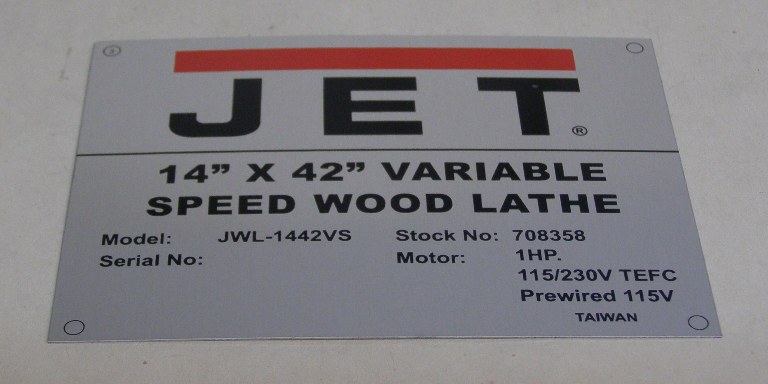 JET®
14” X 42” VARIABLE
SPEED WOOD LATHE
Model: JWL-1442VS Stock No: 708358
Serial No: Motor: 1HP.
115/230V TEFC
Prewired 115V
TAIWAN